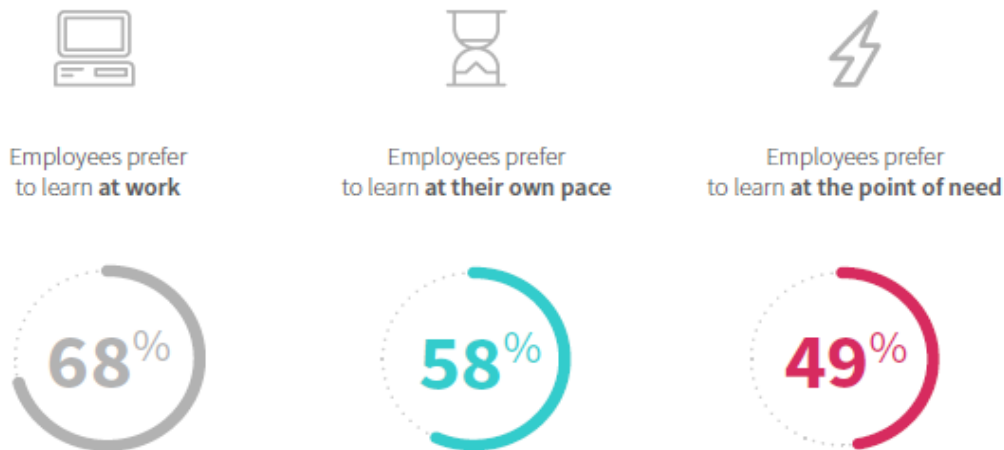 Employees prefer
to learn at work
68%
Employees prefer
to learn at their own pace
58%
Employees prefer
to learn at the point of need
49%